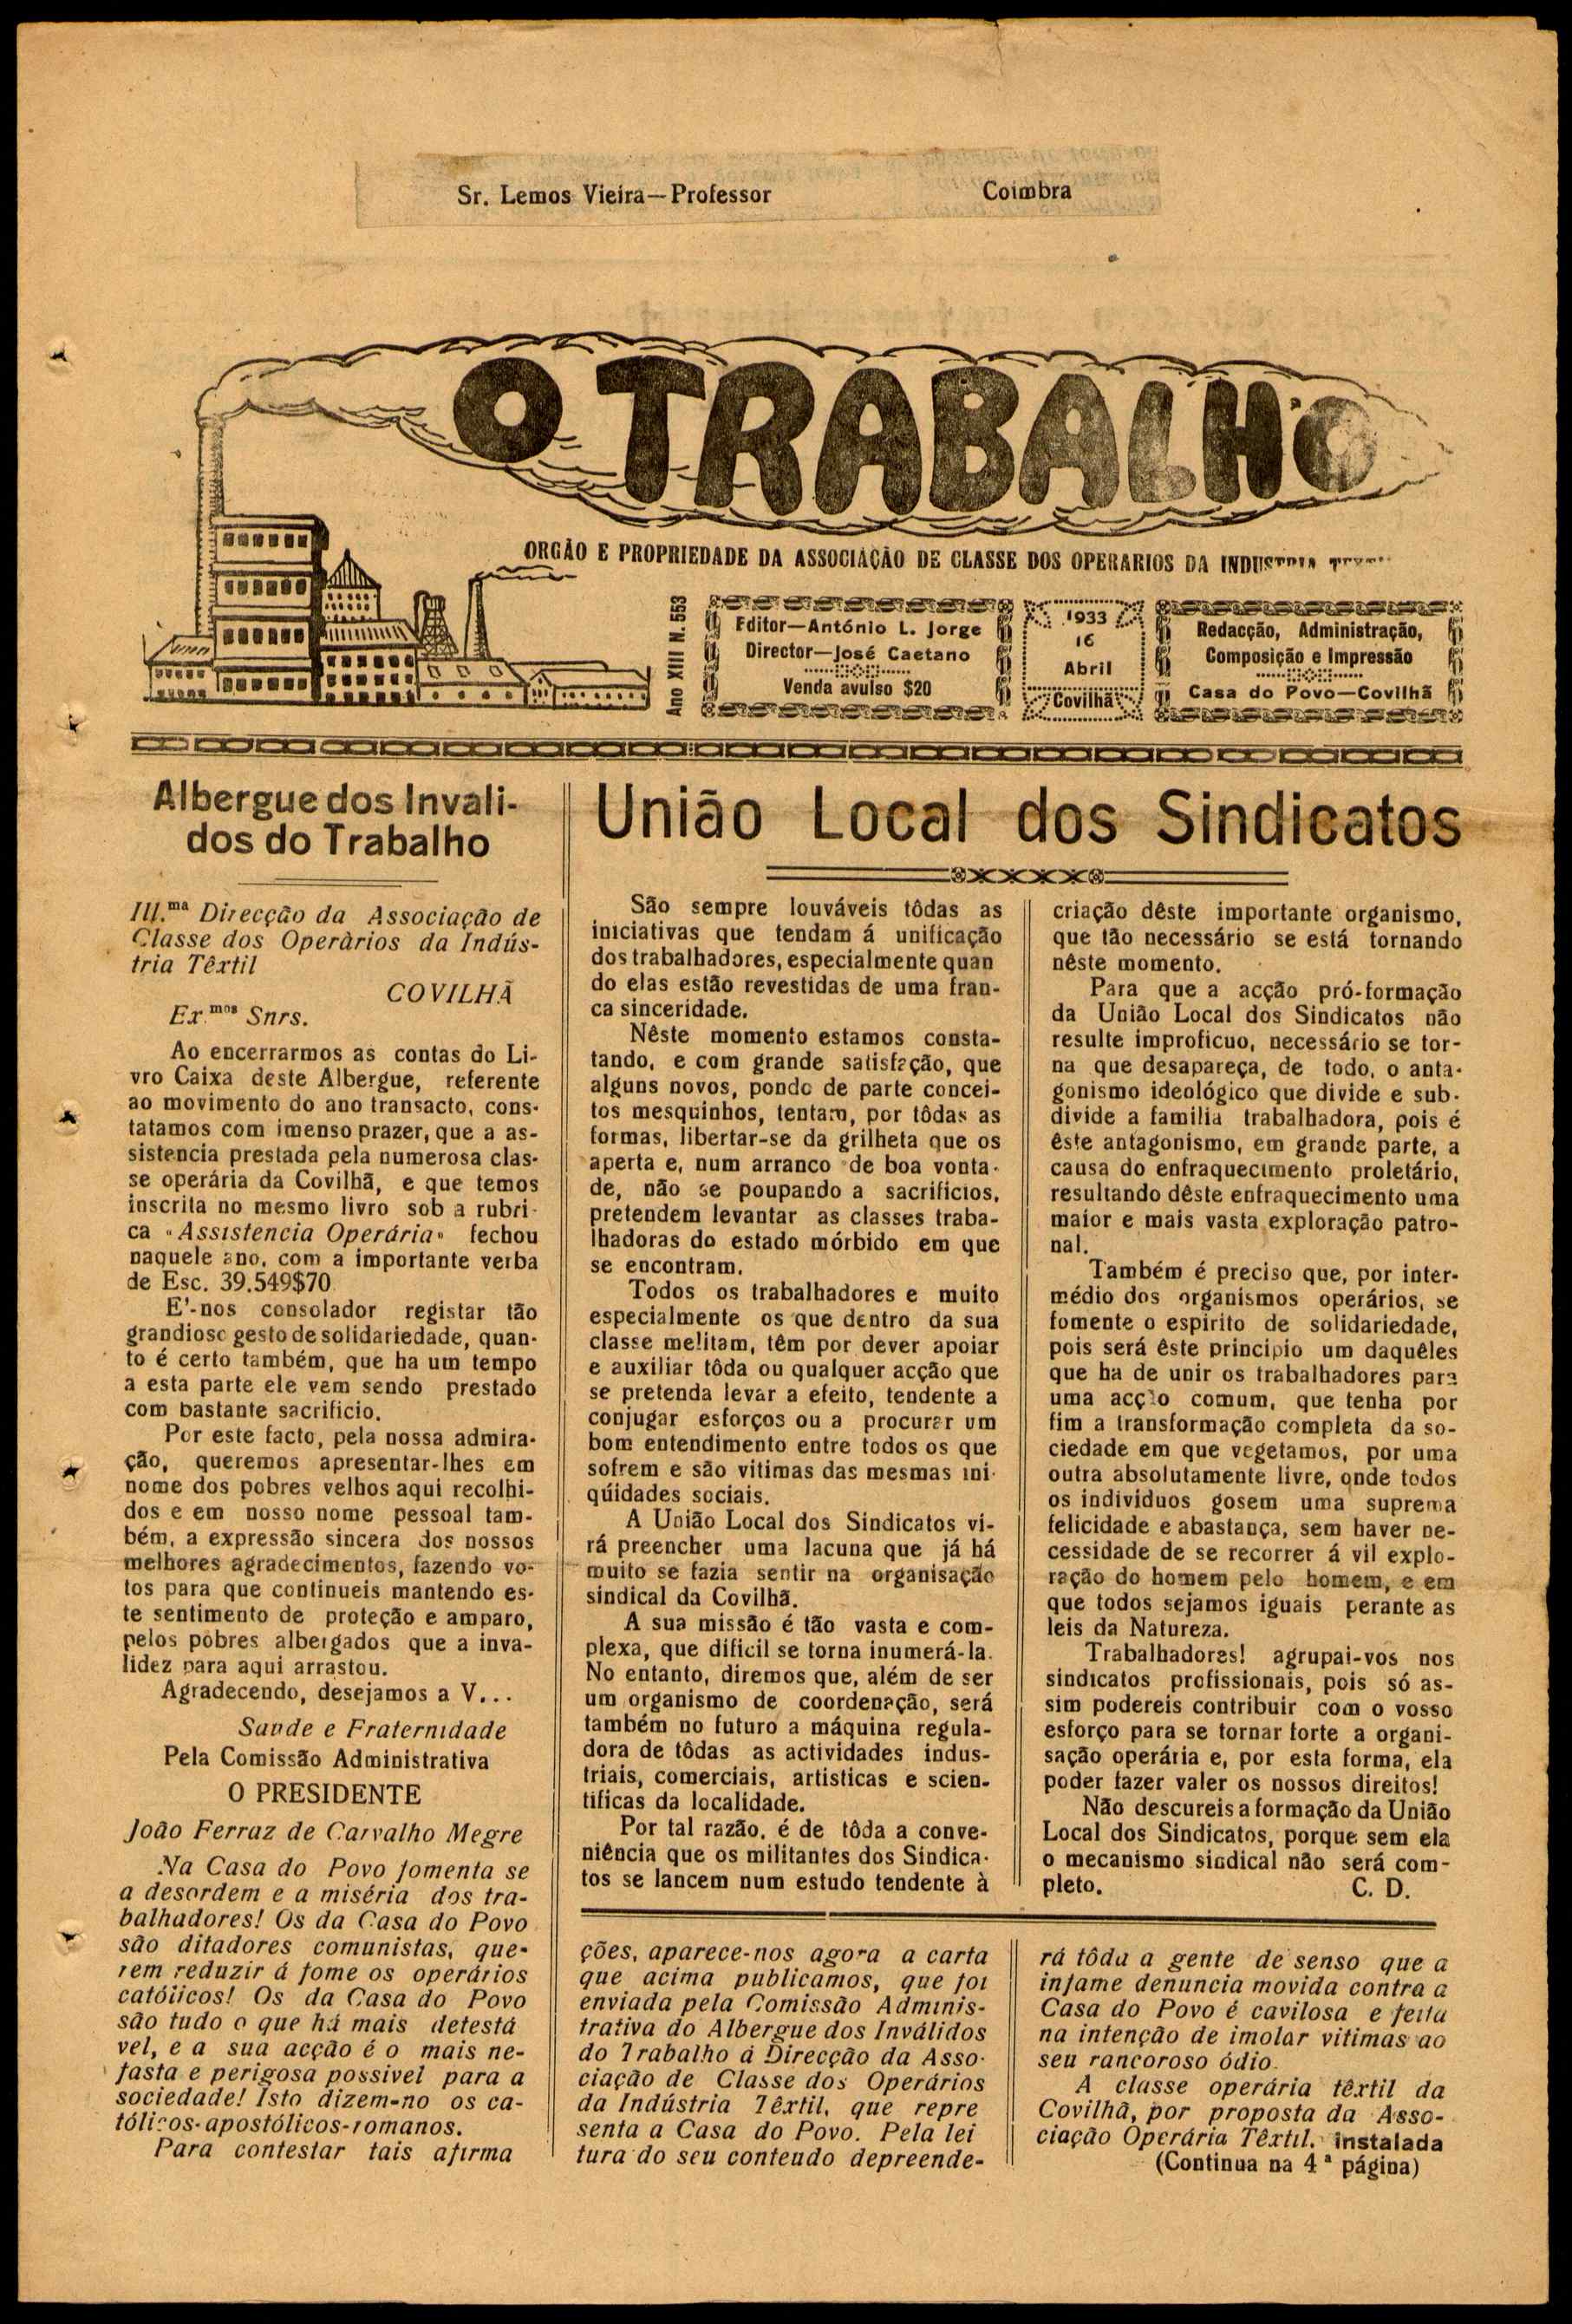 Sr. Lemos Vieira—Professor Coimbra
O TRABALHO
ORGÃO E PROPRIEDADE DA ASSOCIAÇÃO DE CLASSE DOS OPERARIOS DA INDUSTRIA
Ano XIII N. 553
Editor—António L. Jorge
Director—José Caetano
Venda avulso $20
1933
16
Abril
Covilhã
Redacção, Administração,
Composição e Impressão
Casa do Povo—Covilhã
Albergue dos Invali-
dos do Trabalho
Ill.ma Direcção da Associação de
Classe dos Operàrios da Indús-
tria Têxtil
COVILHÃ
Ex.mos Snrs.
Ao encerrarmos as contas do Li-
vro Caixa deste Albergue, referente
ao movimento do ano transacto, cons-
tatamos com imenso prazer, que a as-
sistencia prestada pela numerosa clas-
se operária da Covilhã, e que temos
inscrita no mesmo livro sob a rubri-
ca «Assistencia Operária» fechou
naquele ano, com a importante verba
de Esc. 39.549$70
E'-nos consolador registar tão
grandioso gesto de solidariedade, quan-
to é certo também, que ha um tempo
a esta parte ele vem sendo prestado
com bastante sacrificio.
Por este facto, pela nossa admira-
ção, queremos apresentar-lhes em
nome dos pobres velhos aqui recolhi-
dos e em nosso nome pessoal tam-
bém, a expressão sincera dos nossos
melhores agradecimentos, fazendo vo-
tos para que continueis mantendo es-
te sentimento de proteção e amparo,
pelos pobres albergados que a inva-
lidez para aqui arrastou.
Agradecendo, desejamos a V...
Saude e Fraternidade
Pela Comissão Administrativa
O PRESIDENTE
João Ferraz de Carvalho Megre
Na Casa do Povo fomenta se
a desordem e a miséria dos tra-
balhadores! Os da Casa do Povo
são ditadores comunistas, que-
rem reduzir á fome os operários
católicos! Os da Casa do Povo
são tudo o que há mais detestá
vel, e a sua acção é o mais ne-
fasta e perigosa possivel para a
sociedade! Isto dizem-no os ca-
tólicos-apostólicos-romanos.
Para contestar tais afirma
União Local dos Sindicatos
São sempre louváveis tôdas as
iniciativas que tendam á unificação
dos trabalhadores, especialmente quan
do elas estão revestidas de uma fran-
ca sinceridade.
Nêste momento estamos consta-
tando, e com grande satisfação, que
alguns novos, pondo de parte concei-
tos mesquinhos, tentam, por tôdas as
formas, libertar-se da grilheta que os
aperta e, num arranco de boa vonta-
de, não se poupando a sacrificios,
pretendem levantar as classes traba-
lhadoras do estado mórbido em que
se encontram.
Todos os trabalhadores e muito
especialmente os que dentro da sua
classe melitam, têm por dever apoiar
e auxiliar tôda ou qualquer acção que
se pretenda levar a efeito, tendente a
conjugar esforços ou a procurar um
bom entendimento entre todos os que
sofrem e são vitimas das mesmas ini-
qúidades sociais.
A União Local dos Sindicatos vi-
rá preencher uma lacuna que já há
muito se fazia sentir na organisação
sindical da Covilhã.
A sua missão é tão vasta e com-
plexa, que dificil se torna inumerá-la.
No entanto, diremos que, além de ser
um organismo de coordenação, será
também no futuro a máquina regula-
dora de tôdas as actividades indus-
triais, comerciais, artisticas e scien-
tificas da localidade.
Por tal razão, é de tôda a conve-
niência que os militantes dos Sindica-
tos se lancem num estudo tendente à
criação dêste importante organismo,
que tão necessário se está tornando
nêste momento.
Para que a acção pró-formação
da União Local dos Sindicatos não
resulte improficuo, necessário se tor-
na que desapareça, de todo, o anta-
gonismo ideológico que divide e sub-
divide a familia trabalhadora, pois é
êste antagonismo, em grande parte, a
causa do enfraquecimento proletário,
resultando dêste enfraquecimento uma
maior e mais vasta exploração patro-
nal.
Também é preciso que, por inter-
médio dos organismos operários, se
fomente o espirito de solidariedade,
pois será êste principio um daquêles
que ha de unir os trabalhadores para
uma acção comum, que tenha por
fim a transformação completa da so-
ciedade em que vegetamos, por uma
outra absolutamente livre, onde todos
os individuos gosem uma suprema
felicidade e abastança, sem haver ne-
cessidade de se recorrer á vil explo-
ração do homem pelo homem, e em
que todos sejamos iguais perante as
leis da Natureza.
Trabalhadores! agrupai-vos nos
sindicatos profissionais, pois só as-
sim podereis contribuir com o vosso
esforço para se tornar forte a organi-
sação operária e, por esta forma, ela
poder fazer valer os nossos direitos!
Não descureis a formação da União
Local dos Sindicatos, porque sem ela
o mecanismo sindical não será com-
pleto. C. D.
ções, aparece-nos agora a carta
que acima publicamos, que foi
enviada pela Comissão Adminis-
trativa do Albergue dos Inválidos
do Trabalho á Direcção da Asso-
ciação de Classe dos Operários
da Indústria Têxtil, que repre
senta a Casa do Povo. Pela lei
tura do seu conteudo depreende-
rá tôda a gente de senso que a
infame denuncia movida contra a
Casa do Povo é cavilosa e feita
na intenção de imolar vitimas ao
seu rancoroso ódio.
A classe operária têxtil da
Covilhã, por proposta da Asso-
ciação Operária Têxtil, instalada
(Continua na 4ª página)